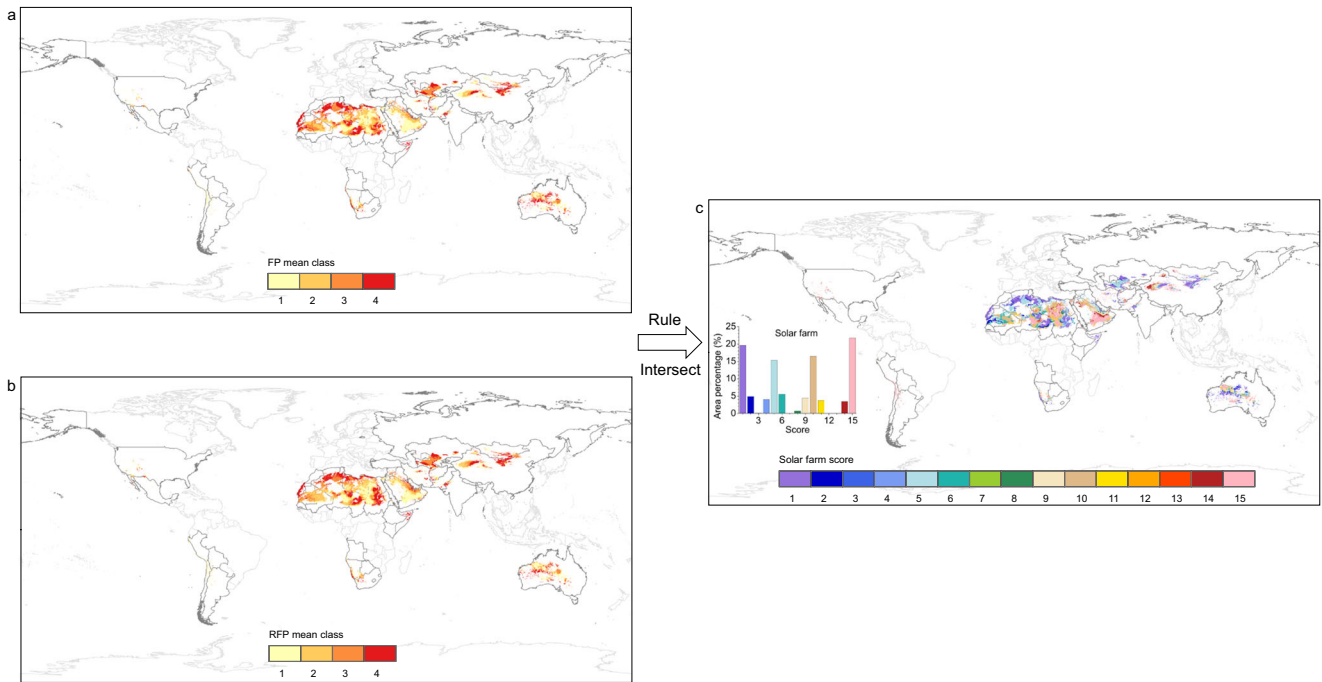 a
FP mean class
1 2 3 4
b
RFP mean class
1 2 3 4
Rule
Intersect
c
Solar farm
Area percentage (%)
25
20
15
10
5
0
3 6 9 12 15
Score
Solar farm score
1 2 3 4 5 6 7 8 9 10 11 12 13 14 15